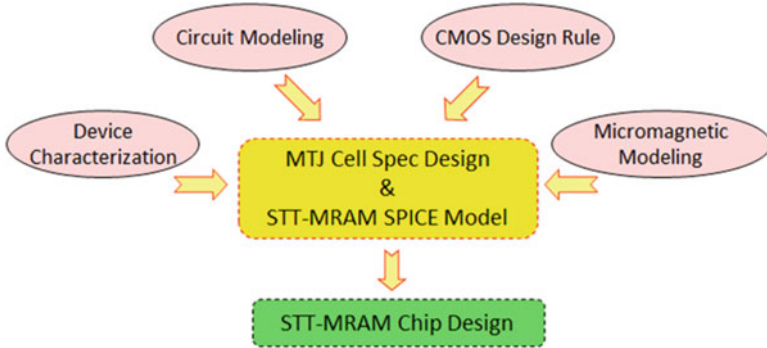 Circuit Modeling
CMOS Design Rule
Device
Characterization
Micromagnetic
Modeling
MTJ Cell Spec Design
&
STT-MRAM SPICE Model
STT-MRAM Chip Design